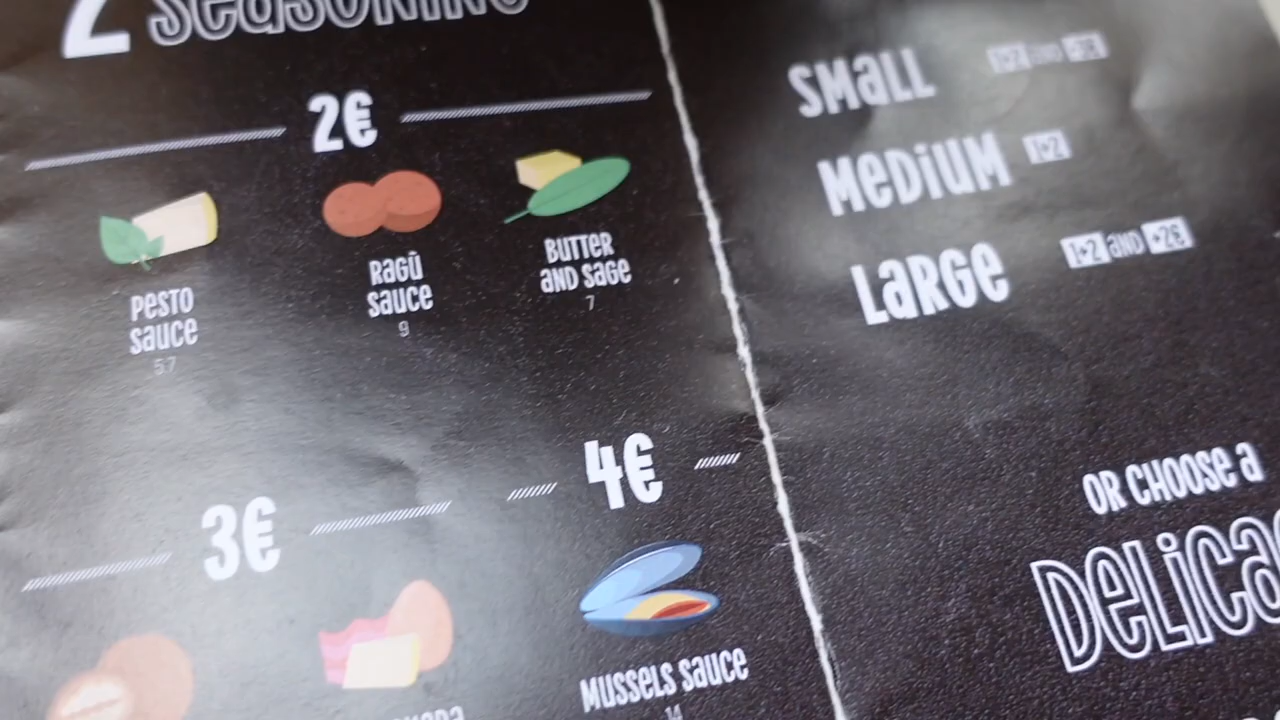 2 seasoning
2€
Pesto
sauce
5.7
Ragù
sauce
9
Butter
and sage
7
3€
4€
Mussels sauce
14
Small
Medium 1+2
Large 1+2 and +2€
OR CHOOSE a